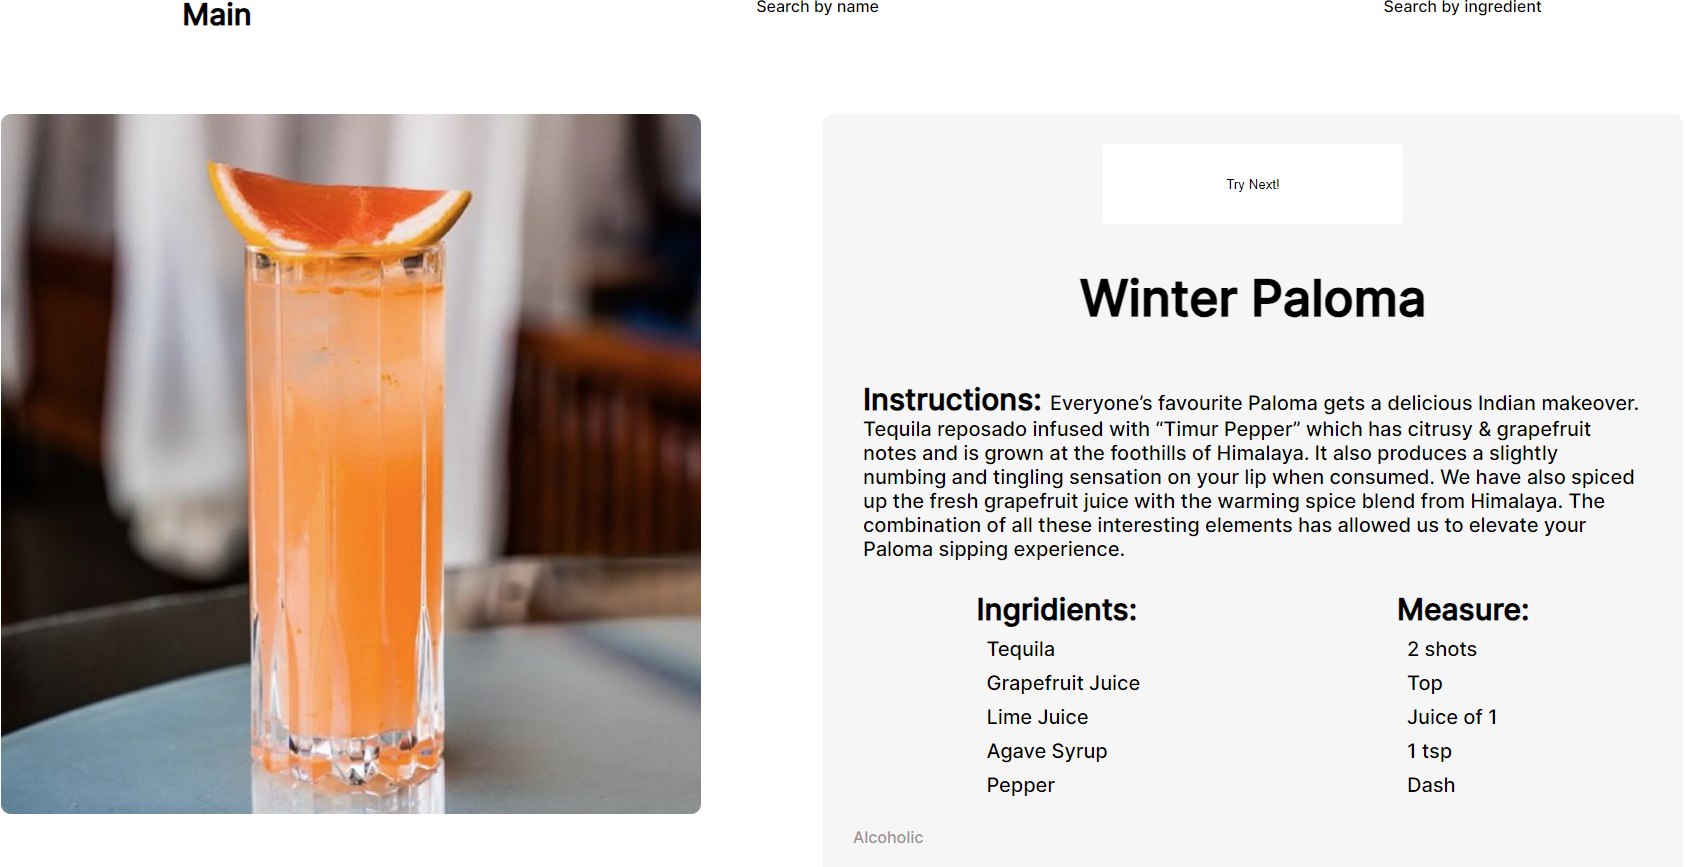 Main
Search by name
Search by ingredient
Try Next!
Winter Paloma
Instructions: Everyone’s favourite Paloma gets a delicious Indian makeover.
Tequila reposado infused with “Timur Pepper” which has citrusy & grapefruit
notes and is grown at the foothills of Himalaya. It also produces a slightly
numbing and tingling sensation on your lip when consumed. We have also spiced
up the fresh grapefruit juice with the warming spice blend from Himalaya. The
combination of all these interesting elements has allowed us to elevate your
Paloma sipping experience.
Ingridients:
Tequila
Grapefruit Juice
Lime Juice
Agave Syrup
Pepper
Measure:
2 shots
Top
Juice of 1
1 tsp
Dash
Alcoholic